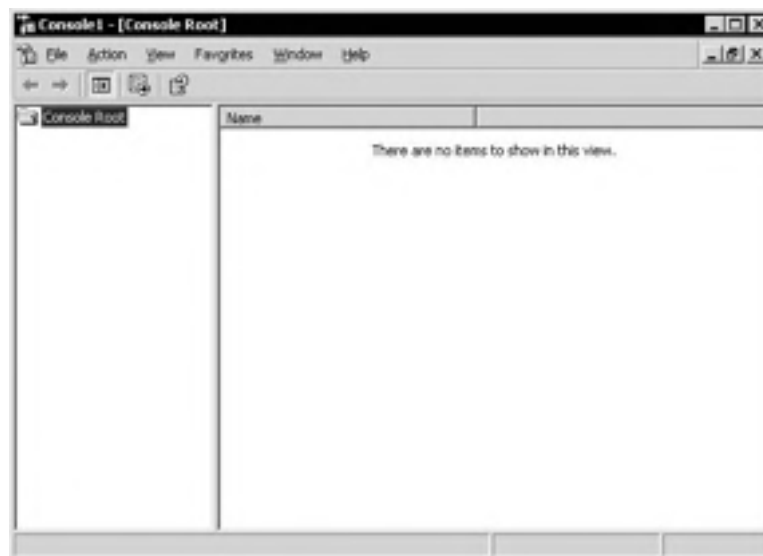 Console1 - [Console Root]
File Action View Favorites Window Help
Console Root
Name
There are no items to show in this view.